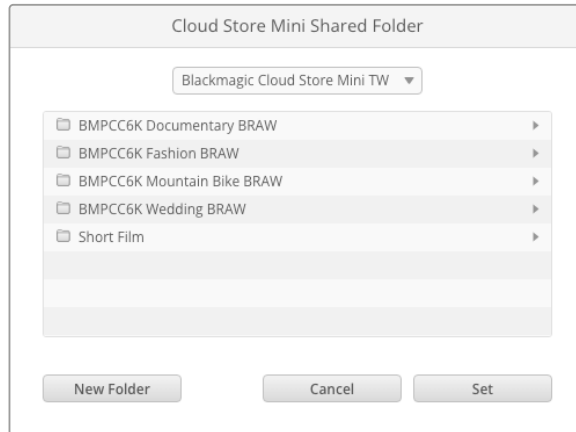 Cloud Store Mini Shared Folder
Blackmagic Cloud Store Mini TW
BMPCC6K Documentary BRAW
BMPCC6K Fashion BRAW
BMPCC6K Mountain Bike BRAW
BMPCC6K Wedding BRAW
Short Film
New Folder Cancel Set